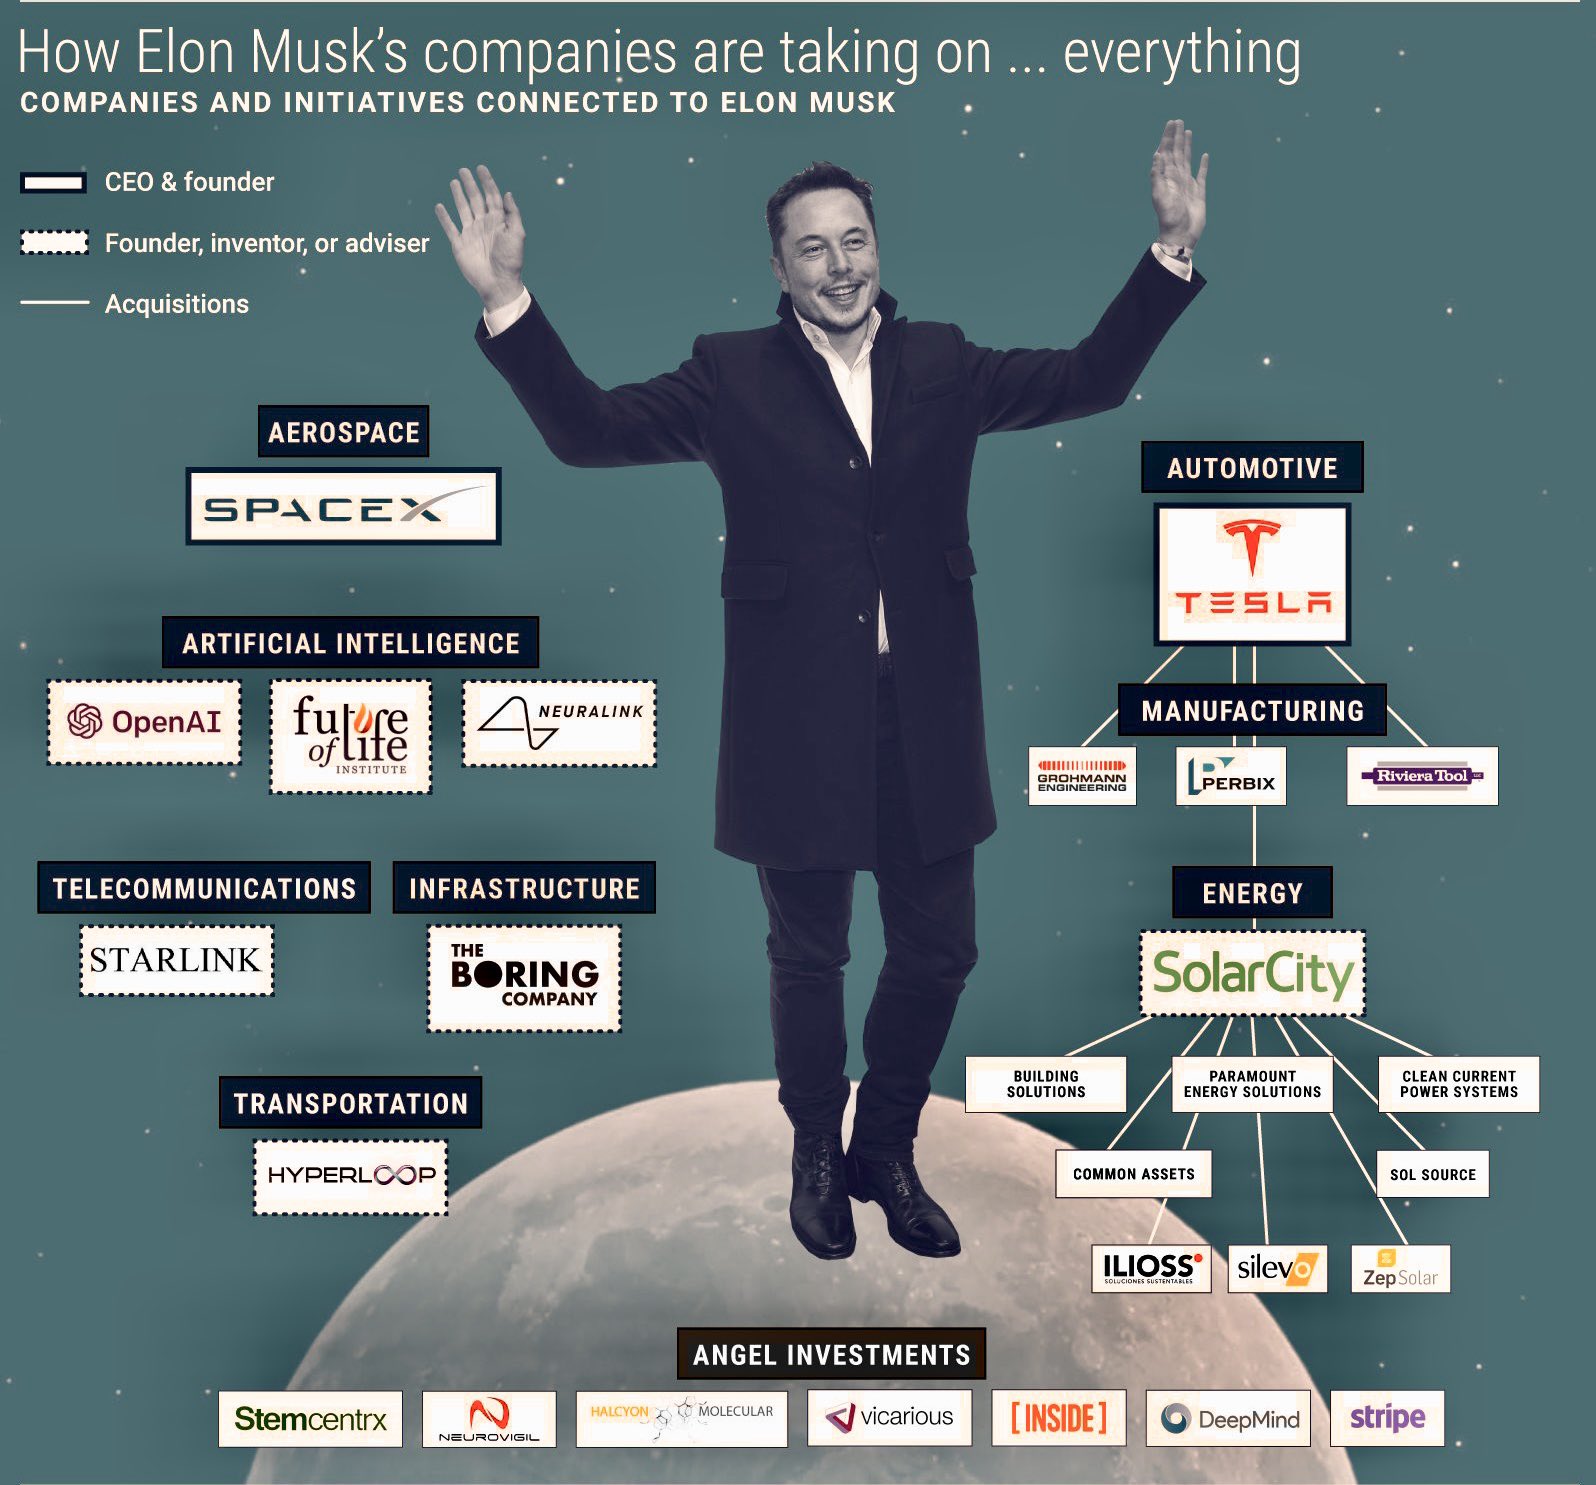 How Elon Musk's companies are taking on ... everything
COMPANIES AND INITIATIVES CONNECTED TO ELON MUSK
CEO & founder
Founder, inventor, or adviser
Acquisitions
AEROSPACE
SPACEX
ARTIFICIAL INTELLIGENCE
OpenAI
future
of life
INSTITUTE
NEURALINK
TELECOMMUNICATIONS
STARLINK
INFRASTRUCTURE
THE
BORING
COMPANY
TRANSPORTATION
HYPERLOOP
AUTOMOTIVE
TESLA
MANUFACTURING
GROHMANN
ENGINEERING
PERBIX
Riviera Tool LLC
ENERGY
SolarCity
BUILDING
SOLUTIONS
PARAMOUNT
ENERGY SOLUTIONS
CLEAN CURRENT
POWER SYSTEMS
COMMON ASSETS
SOL SOURCE
ILIOSS
SOLUCIONES SUSTENTABLES
silevo
ZepSolar
ANGEL INVESTMENTS
Stemcentrx
NEUROVIGIL
HALCYON MOLECULAR
vicarious
[INSIDE]
DeepMind
stripe